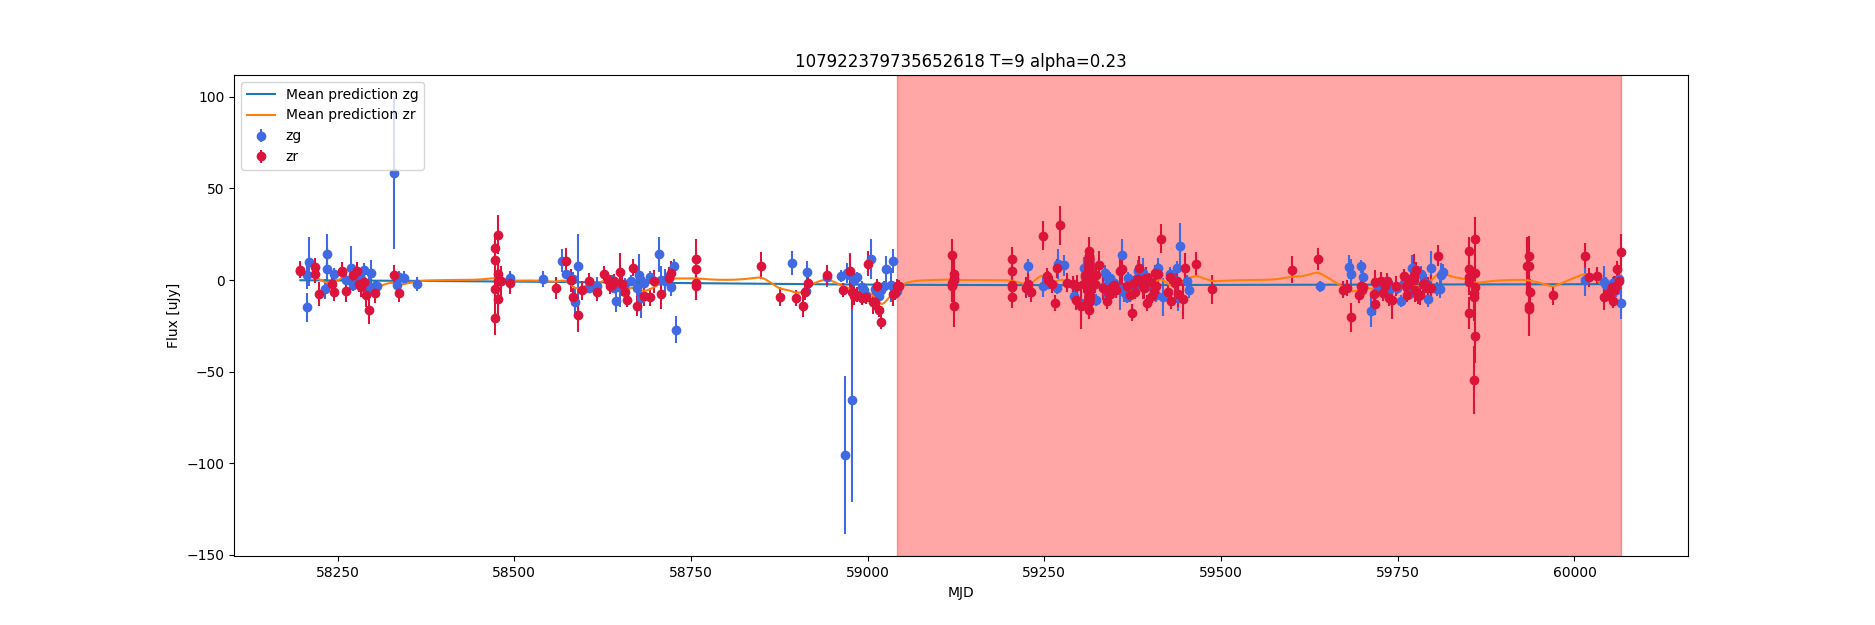 107922379735652618 T=9 alpha=0.23
Mean prediction zg
Mean prediction zr
zg
zr
100
50
0
−50
−100
−150
Flux [uJy]
58250 58500 58750 59000 59250 59500 59750 60000
MJD